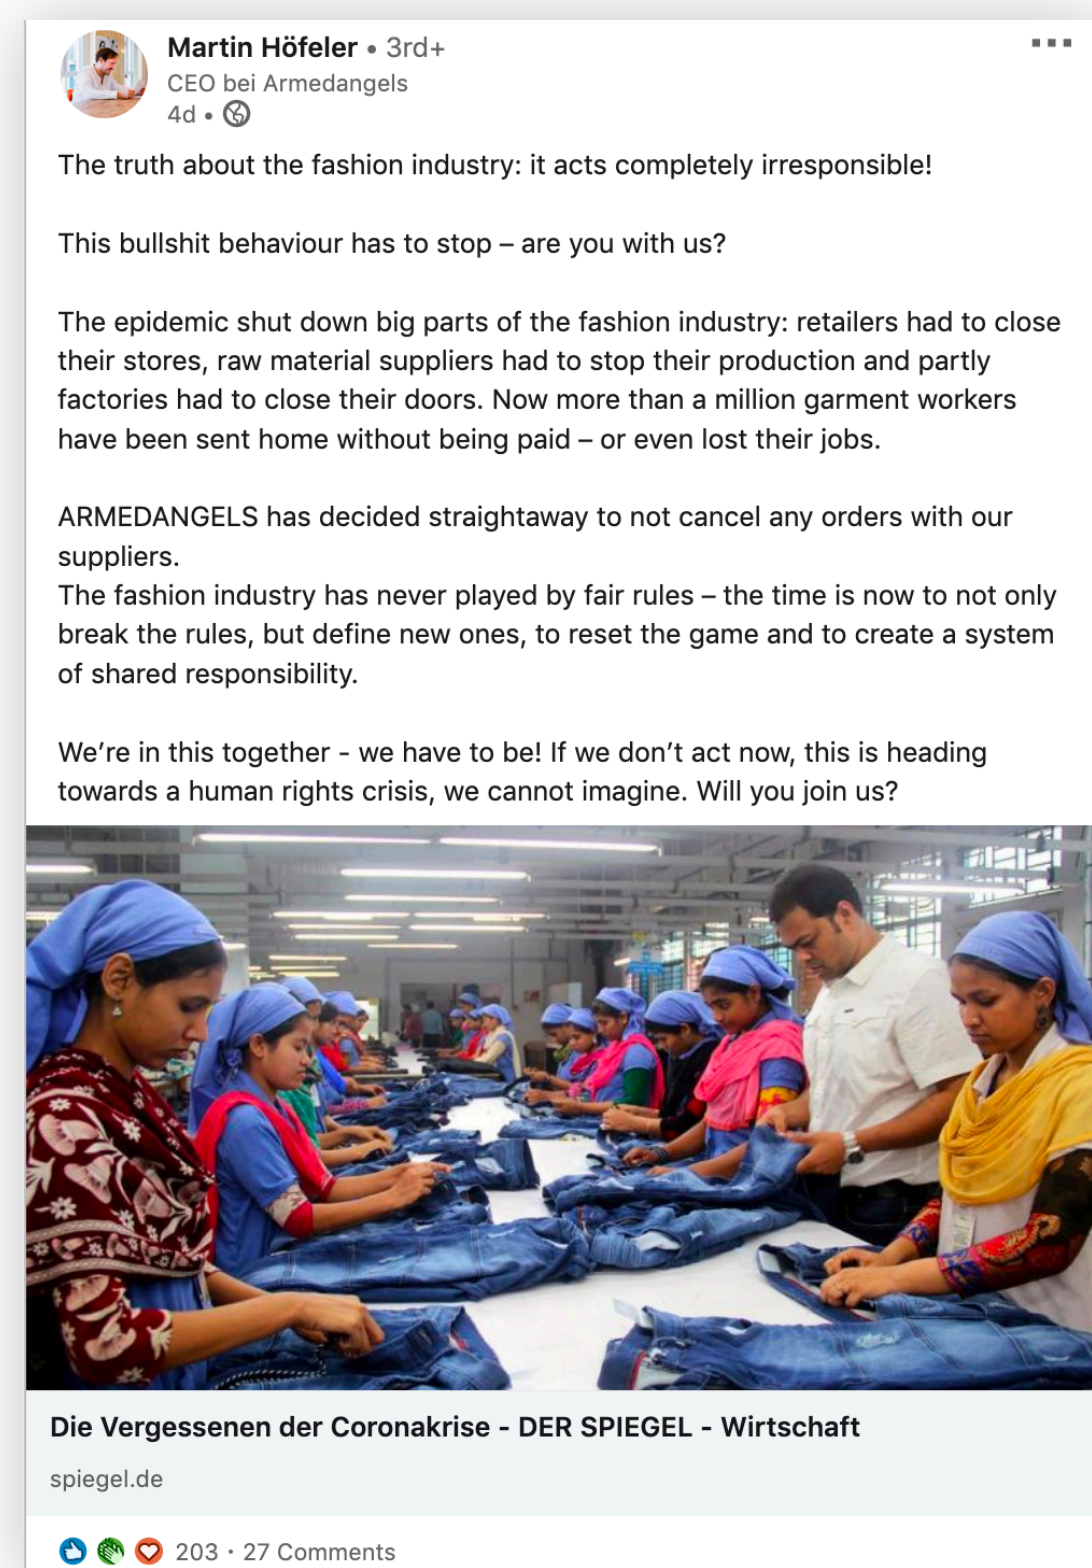 Martin Höfeler • 3rd+
CEO bei Armedangels
4d •
The truth about the fashion industry: it acts completely irresponsible!
This bullshit behaviour has to stop – are you with us?
The epidemic shut down big parts of the fashion industry: retailers had to close
their stores, raw material suppliers had to stop their production and partly
factories had to close their doors. Now more than a million garment workers
have been sent home without being paid – or even lost their jobs.
ARMEDANGELS has decided straightaway to not cancel any orders with our
suppliers.
The fashion industry has never played by fair rules – the time is now to not only
break the rules, but define new ones, to reset the game and to create a system
of shared responsibility.
We’re in this together - we have to be! If we don’t act now, this is heading
towards a human rights crisis, we cannot imagine. Will you join us?
Die Vergessenen der Coronakrise - DER SPIEGEL - Wirtschaft
spiegel.de
203 · 27 Comments